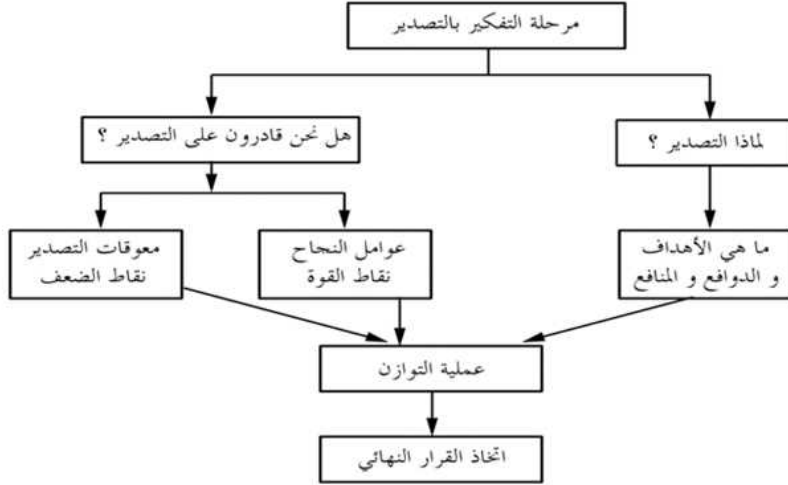 مرحلة التفكير بالتصدير
لماذا التصدير ؟
هل نحن قادرون على التصدير ؟
ما هي الأهداف
و الدوافع و المنافع
عوامل النجاح
نقاط القوة
معوقات التصدير
نقاط الضعف
عملية التوازن
اتخاذ القرار النهائي